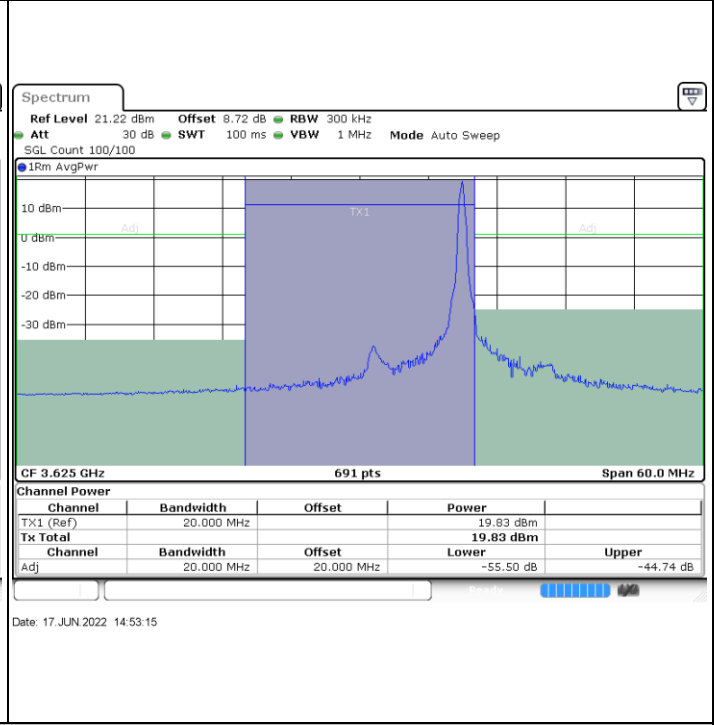 Spectrum
Ref Level 21.22 dBm Offset 8.72 dB RBW 300 kHz
Att 30 dB SWT 100 ms VBW 1 MHz Mode Auto Sweep
SGL Count 100/100
1Rm AvgPwr
TX1
10 dBm
Adj Adj
0 dBm
-10 dBm
-20 dBm
-30 dBm
CF 3.625 GHz 691 pts Span 60.0 MHz
Channel Power
Channel Bandwidth Offset Power
TX1 (Ref) 20.000 MHz 19.83 dBm
Tx Total 19.83 dBm
Channel Bandwidth Offset Lower Upper
Adj 20.000 MHz 20.000 MHz -55.50 dB -44.74 dB
Ready
Date: 17.JUN.2022 14:53:15